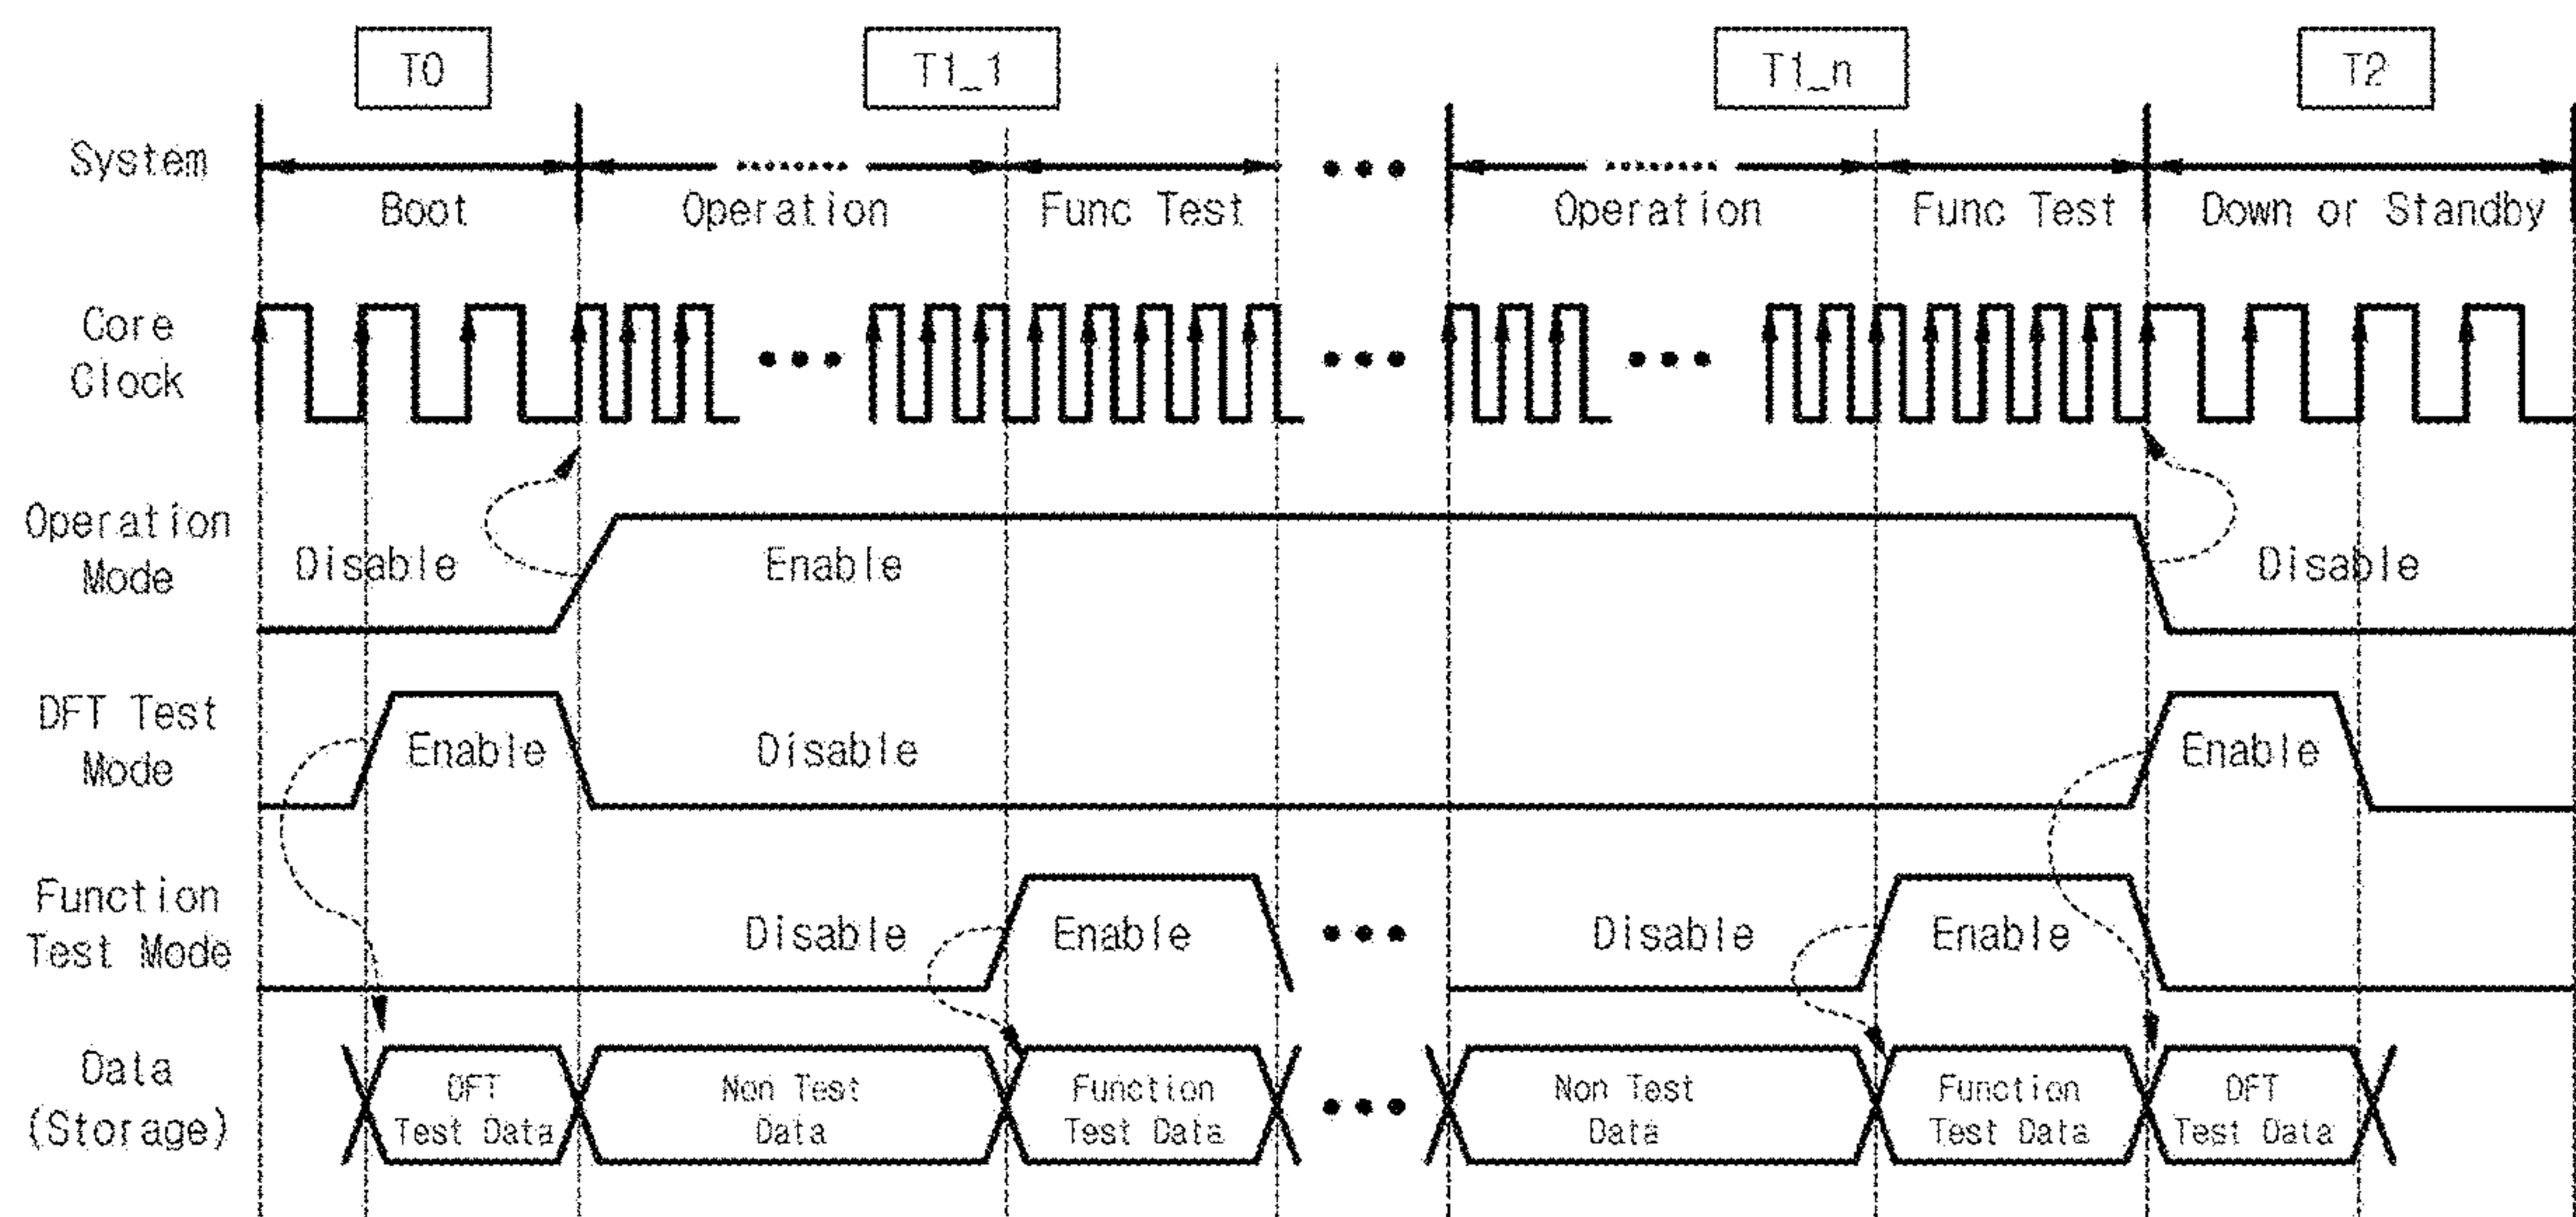 T0 T1_1 T1_n T2
System
Boot Operation Func Test Operation Func Test Down or Standby
Core
Clock
Operation
Mode
Disable Enable Disable
DFT Test
Mode
Enable Disable Enable
Function
Test Mode
Disable Enable Disable Enable
Data
(Storage)
DFT
Test Data
Non Test
Data
Function
Test Data
Non Test
Data
Function
Test Data
DFT
Test Data